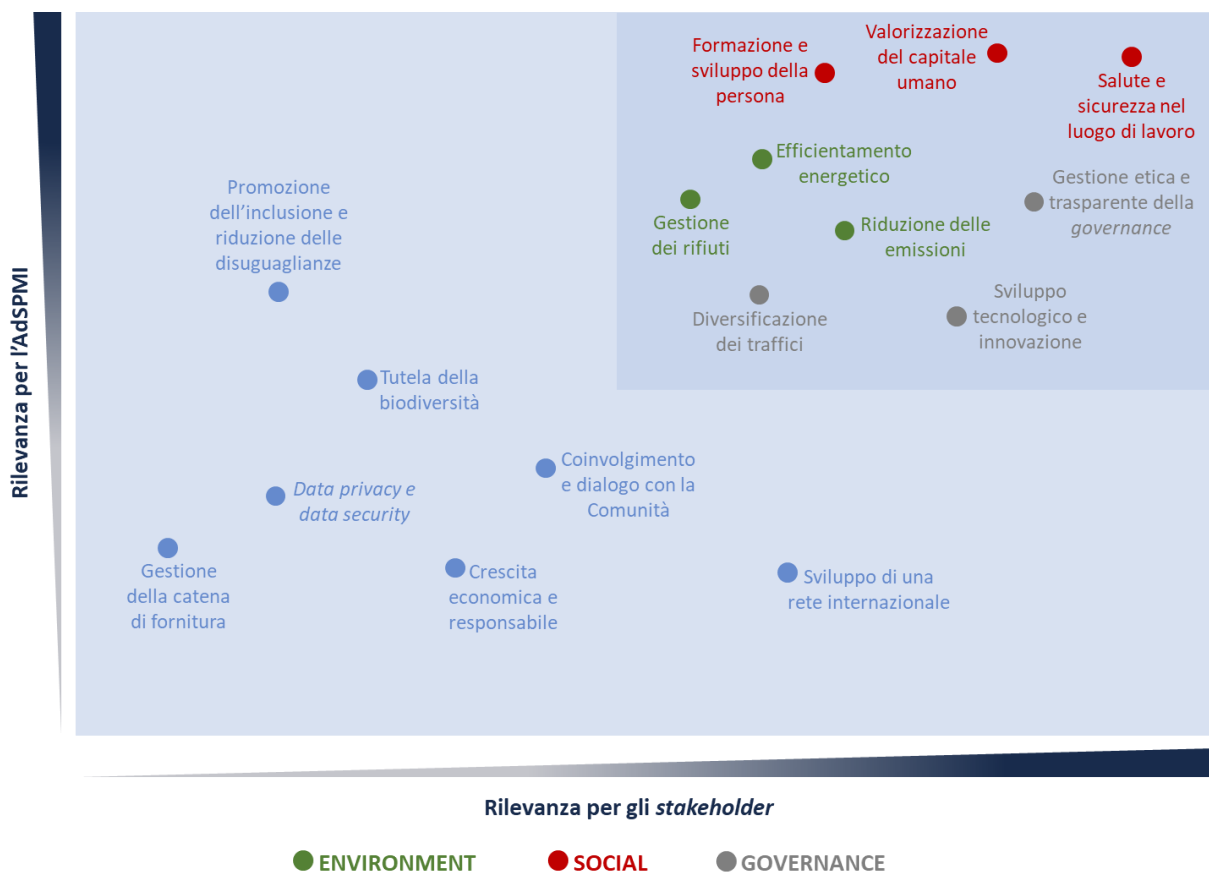 Formazione e
sviluppo della
persona
Valorizzazione
del capitale
umano
Salute e
sicurezza nel
luogo di lavoro
Efficientamento
energetico
Gestione
dei rifiuti
Riduzione delle
emissioni
Gestione etica e
trasparente della
governance
Diversificazione
dei traffici
Sviluppo
tecnologico e
innovazione
Promozione
dell’inclusione e
riduzione delle
disuguaglianze
Tutela della
biodiversità
Coinvolgimento
e dialogo con la
Comunità
Data privacy e
data security
Gestione
della catena
di fornitura
Crescita
economica e
responsabile
Sviluppo di una
rete internazionale
Rilevanza per l’AdSPMI
Rilevanza per gli stakeholder
ENVIRONMENT
SOCIAL
GOVERNANCE